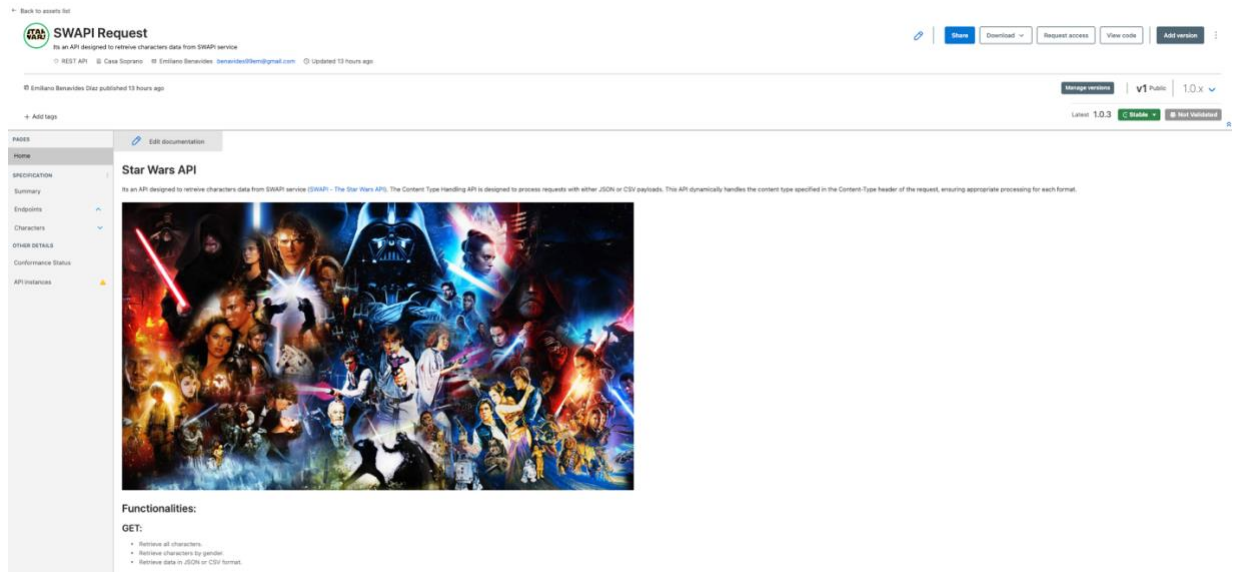 ← Back to assets list
STAR WARS
SWAPI Request
Its an API designed to retreive characters data from SWAPI service
REST API Casa Soprano Emiliano Benavides benavides99em@gmail.com Updated 13 hours ago
Share Download Request access View code Add version
Emiliano Benavides Diaz published 13 hours ago
Manage versions v1 Public 1.0.x
+ Add tags
Latest 1.0.3 Stable Not Validated
PAGES
Edit documentation
Home
SPECIFICATION
Summary
Endpoints
Characters
OTHER DETAILS
Conformance Status
API Instances
Star Wars API
Its an API designed to retreive characters data from SWAPI service (SWAPI - The Star Wars API). The Content Type Handling API is designed to process requests with either JSON or CSV payloads. This API dynamically handles the content type specified in the Content-Type header of the request, ensuring appropriate processing for each format.
Functionalities:
GET:
• Retrieve all characters.
• Retrieve characters by gender.
• Retrieve data in JSON or CSV format.